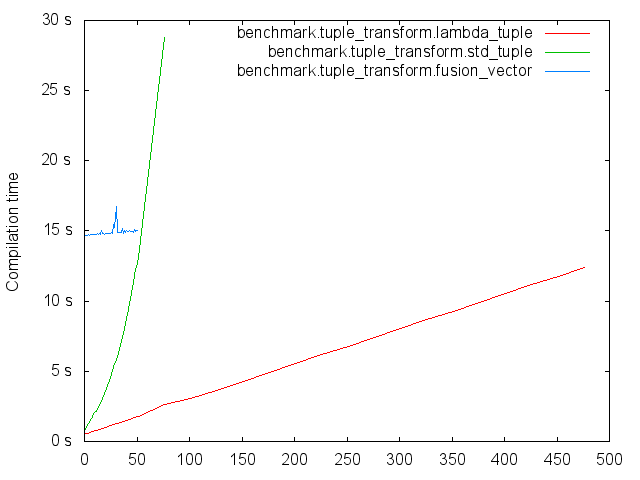 benchmark.tuple_transform.lambda_tuple
benchmark.tuple_transform.std_tuple
benchmark.tuple_transform.fusion_vector
Compilation time
30 s
25 s
20 s
15 s
10 s
5 s
0 s
0 50 100 150 200 250 300 350 400 450 500